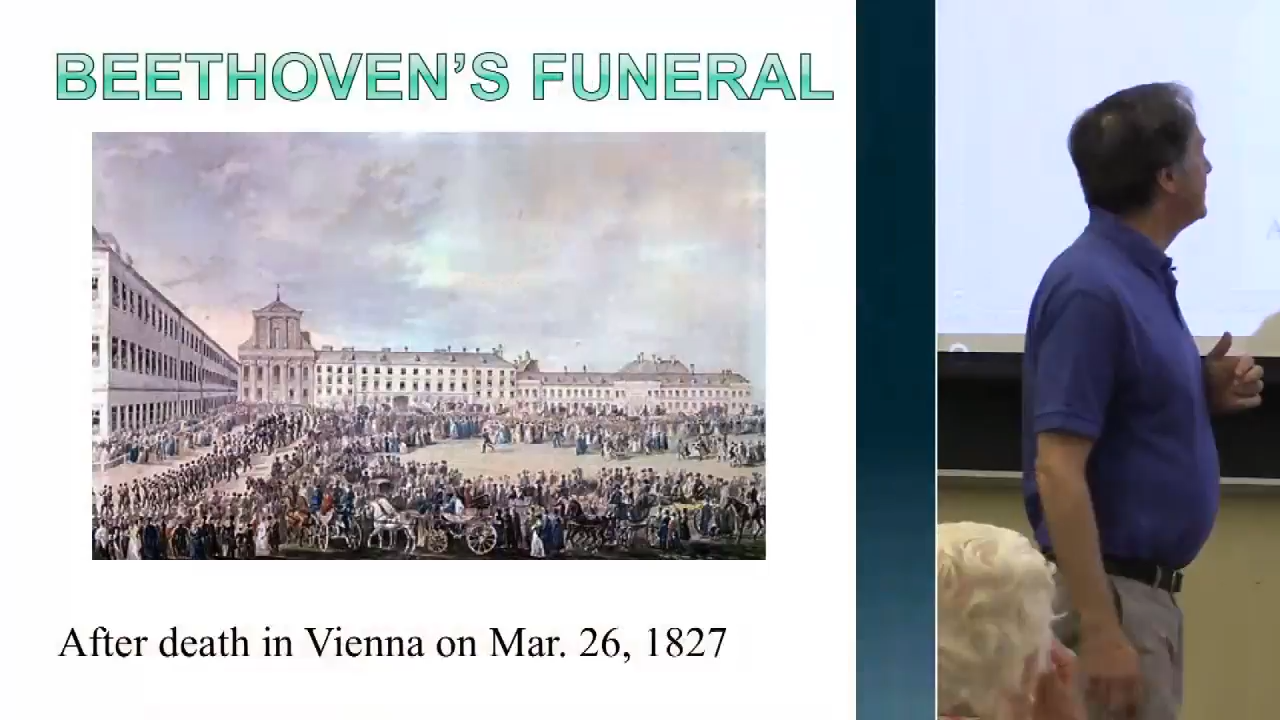 BEETHOVEN’S FUNERAL
After death in Vienna on Mar. 26, 1827